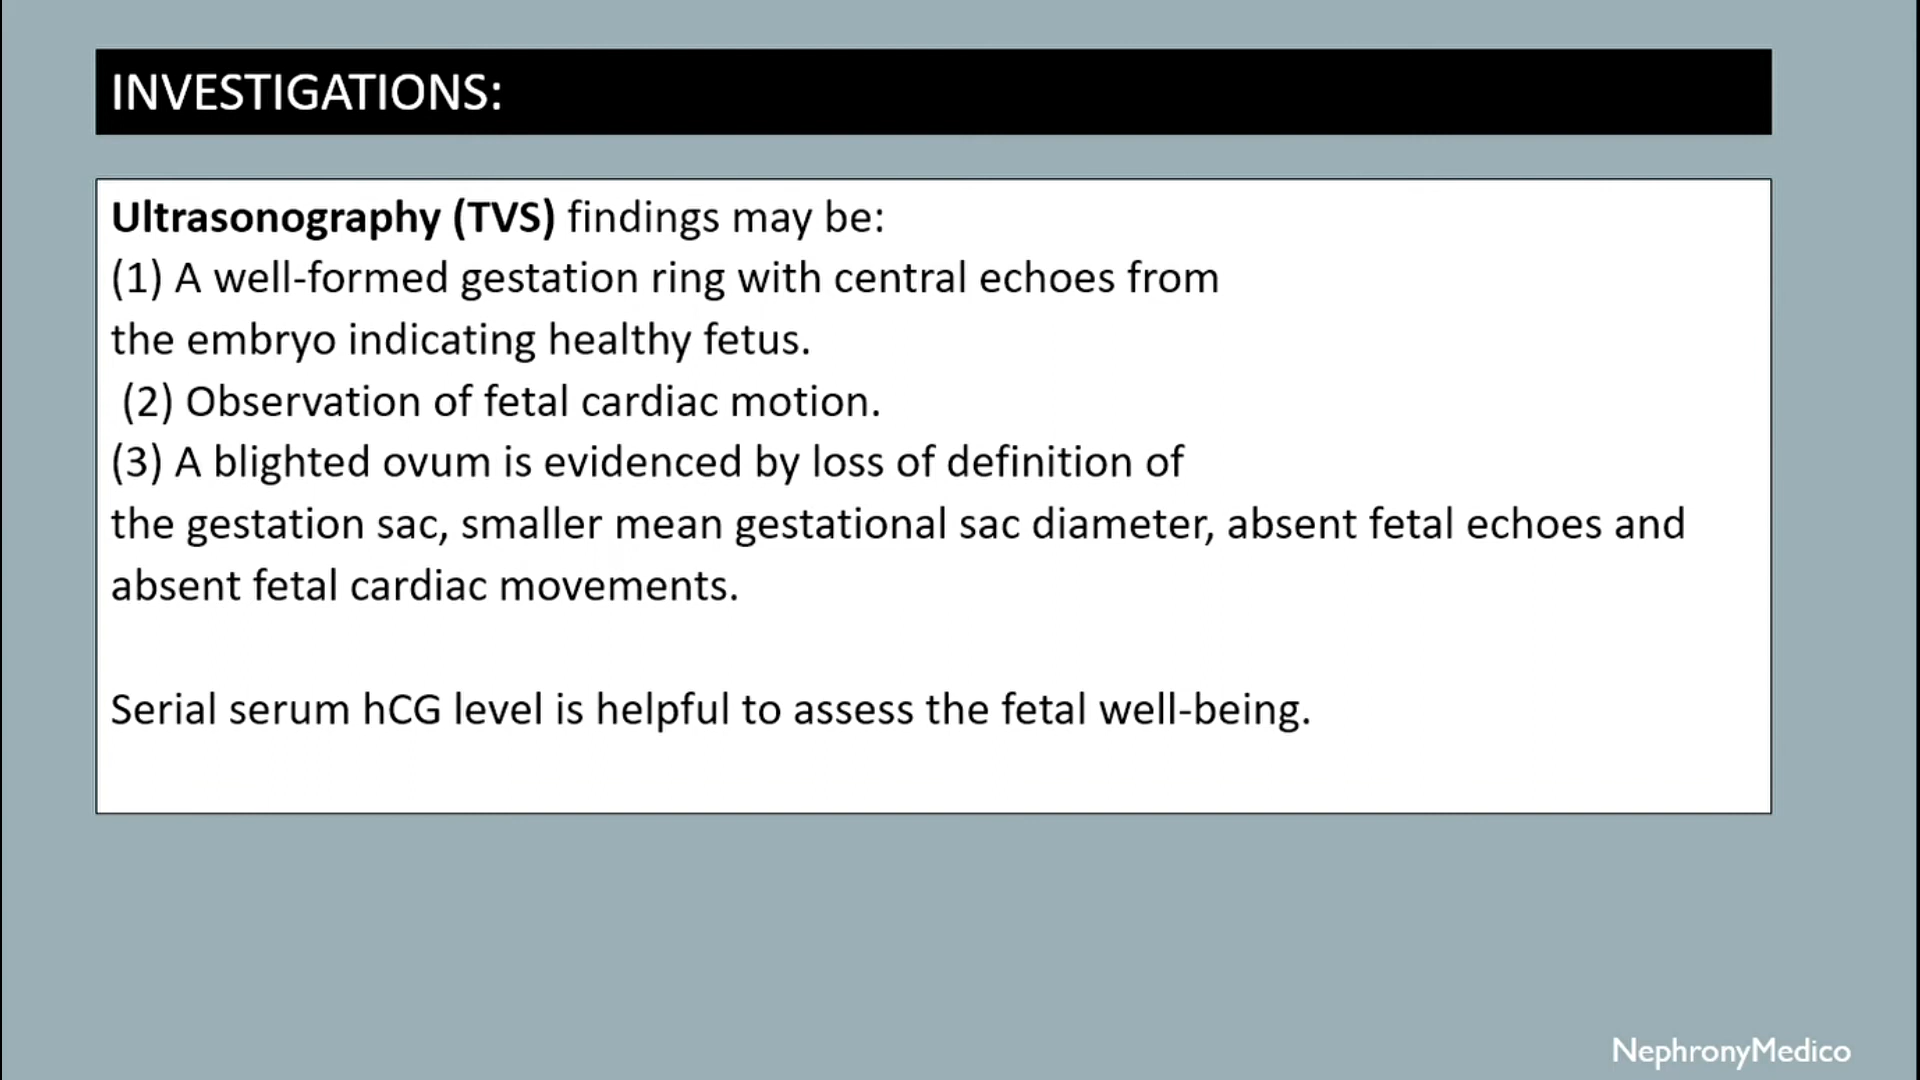 INVESTIGATIONS:
Ultrasonography (TVS) findings may be:
(1) A well-formed gestation ring with central echoes from
the embryo indicating healthy fetus.
(2) Observation of fetal cardiac motion.
(3) A blighted ovum is evidenced by loss of definition of
the gestation sac, smaller mean gestational sac diameter, absent fetal echoes and
absent fetal cardiac movements.
Serial serum hCG level is helpful to assess the fetal well-being.
NephronyMedico